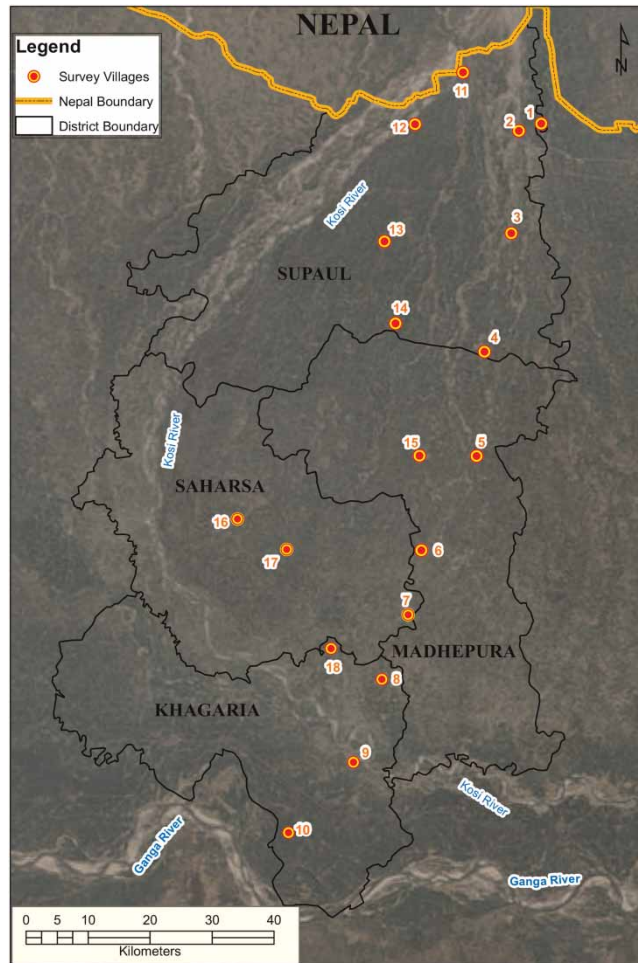 NEPAL
Legend
Survey Villages
Nepal Boundary
District Boundary
N
11
12
2
1
Kosi River
3
13
SUPAUL
14
4
Kosi River
15
5
SAHARSA
16
17
6
7
MADHEPURA
18
8
KHAGARIA
9
Kosi River
10
Ganga River
Ganga River
0 5 10 20 30 40
Kilometers